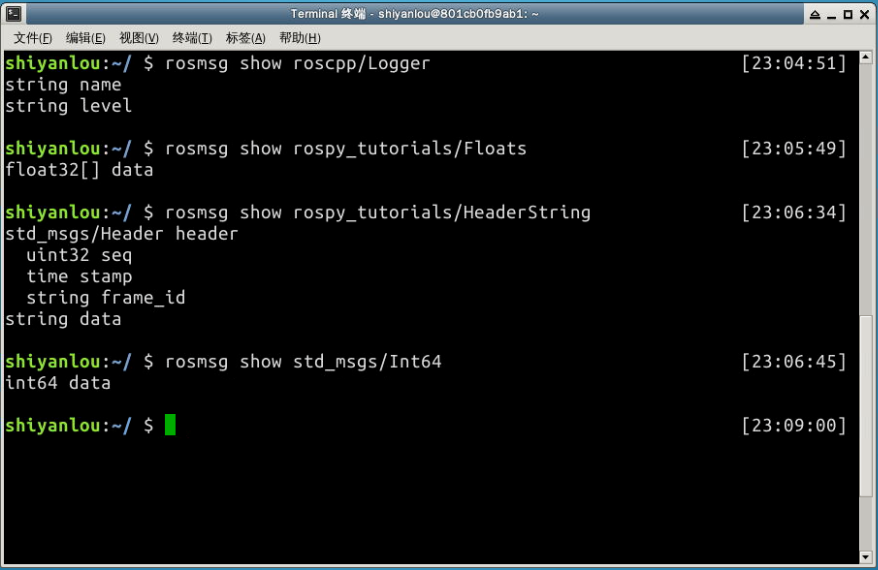 Terminal 终端 - shiyanlou@801cb0fb9ab1: ~
文件(F) 编辑(E) 视图(V) 终端(T) 标签(A) 帮助(H)
shiyanlou:~/ $ rosmsg show roscpp/Logger [23:04:51]
string name
string level
shiyanlou:~/ $ rosmsg show rospy_tutorials/Floats [23:05:49]
float32[] data
shiyanlou:~/ $ rosmsg show rospy_tutorials/HeaderString [23:06:34]
std_msgs/Header header
  uint32 seq
  time stamp
  string frame_id
string data
shiyanlou:~/ $ rosmsg show std_msgs/Int64 [23:06:45]
int64 data
shiyanlou:~/ $ [23:09:00]